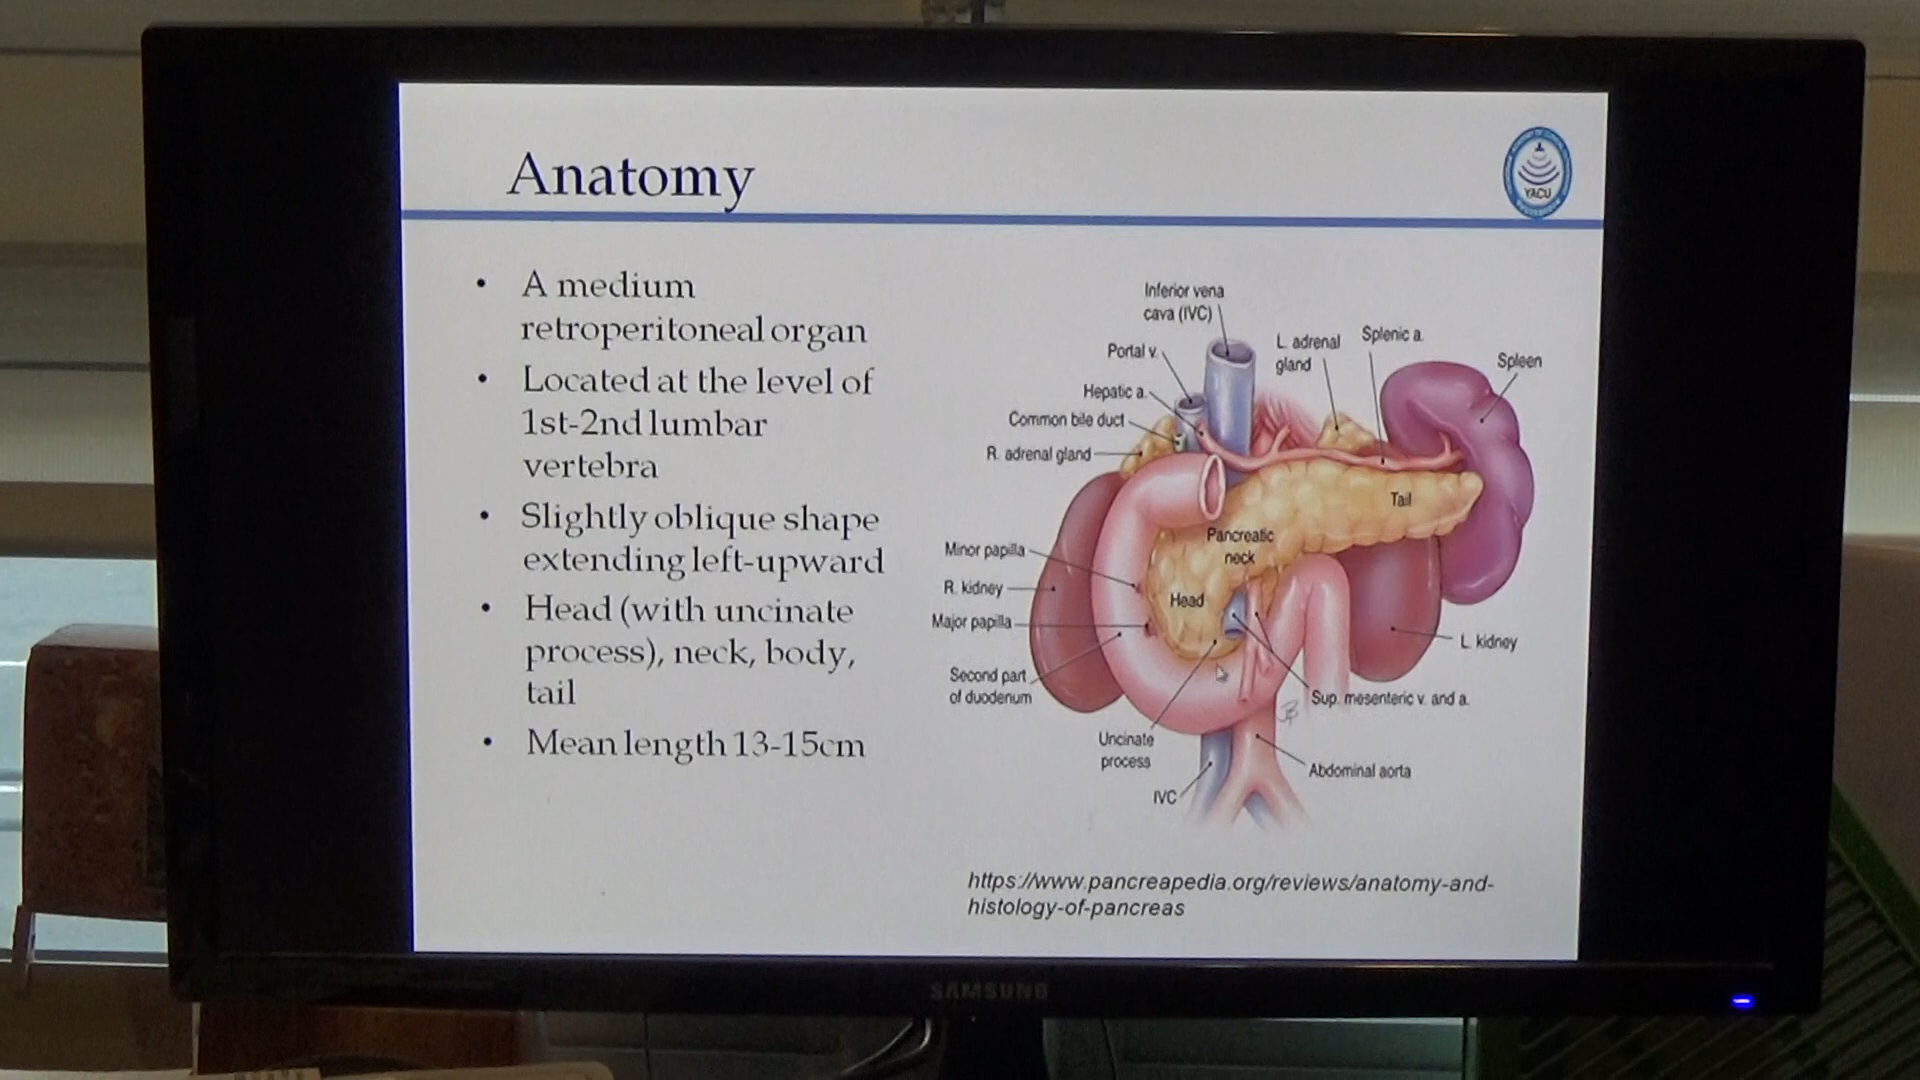 Anatomy
YACU
• A medium
retroperitoneal organ
• Located at the level of
1st-2nd lumbar
vertebra
• Slightly oblique shape
extending left-upward
• Head (with uncinate
process), neck, body,
tail
• Mean length 13-15cm
Inferior vena
cava (IVC)
Portal v.
L. adrenal
gland
Splenic a.
Spleen
Hepatic a.
Common bile duct
R. adrenal gland
Tail
Pancreatic
neck
Minor papilla
R. kidney
Head
Major papilla
L. kidney
Second part
of duodenum
Sup. mesenteric v. and a.
Uncinate
process
Abdominal aorta
IVC
https://www.pancreapedia.org/reviews/anatomy-and-
histology-of-pancreas
SAMSUNG